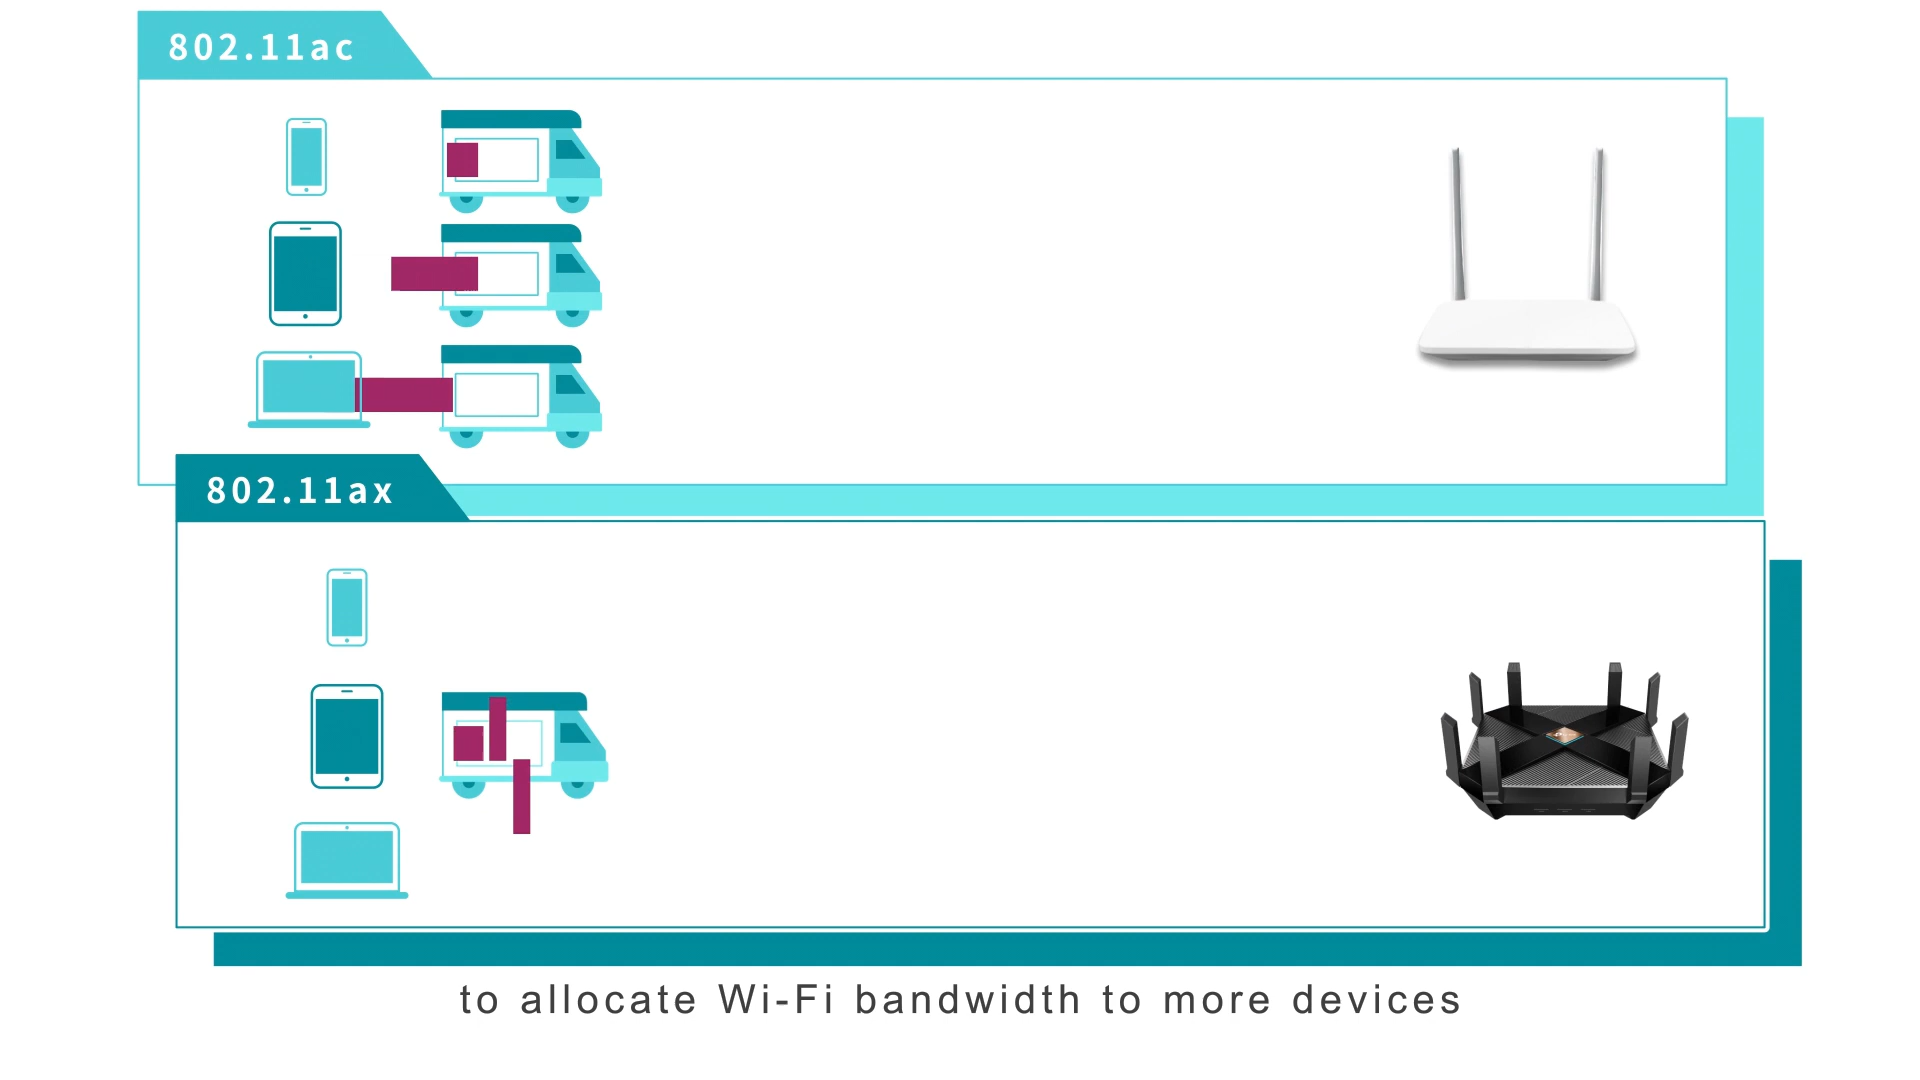 802.11ac
802.11ax
to allocate Wi-Fi bandwidth to more devices